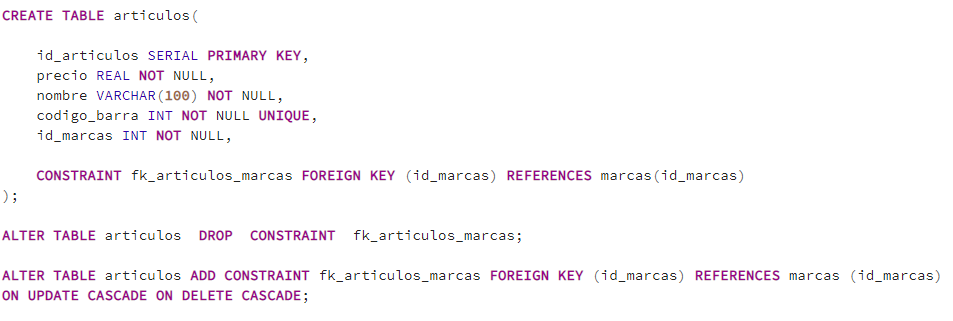 CREATE TABLE articulos(
id_articulos SERIAL PRIMARY KEY,
precio REAL NOT NULL,
nombre VARCHAR(100) NOT NULL,
codigo_barra INT NOT NULL UNIQUE,
id_marcas INT NOT NULL,
CONSTRAINT fk_articulos_marcas FOREIGN KEY (id_marcas) REFERENCES marcas(id_marcas)
);
ALTER TABLE articulos  DROP  CONSTRAINT  fk_articulos_marcas;
ALTER TABLE articulos ADD CONSTRAINT fk_articulos_marcas FOREIGN KEY (id_marcas) REFERENCES marcas (id_marcas)
ON UPDATE CASCADE ON DELETE CASCADE;